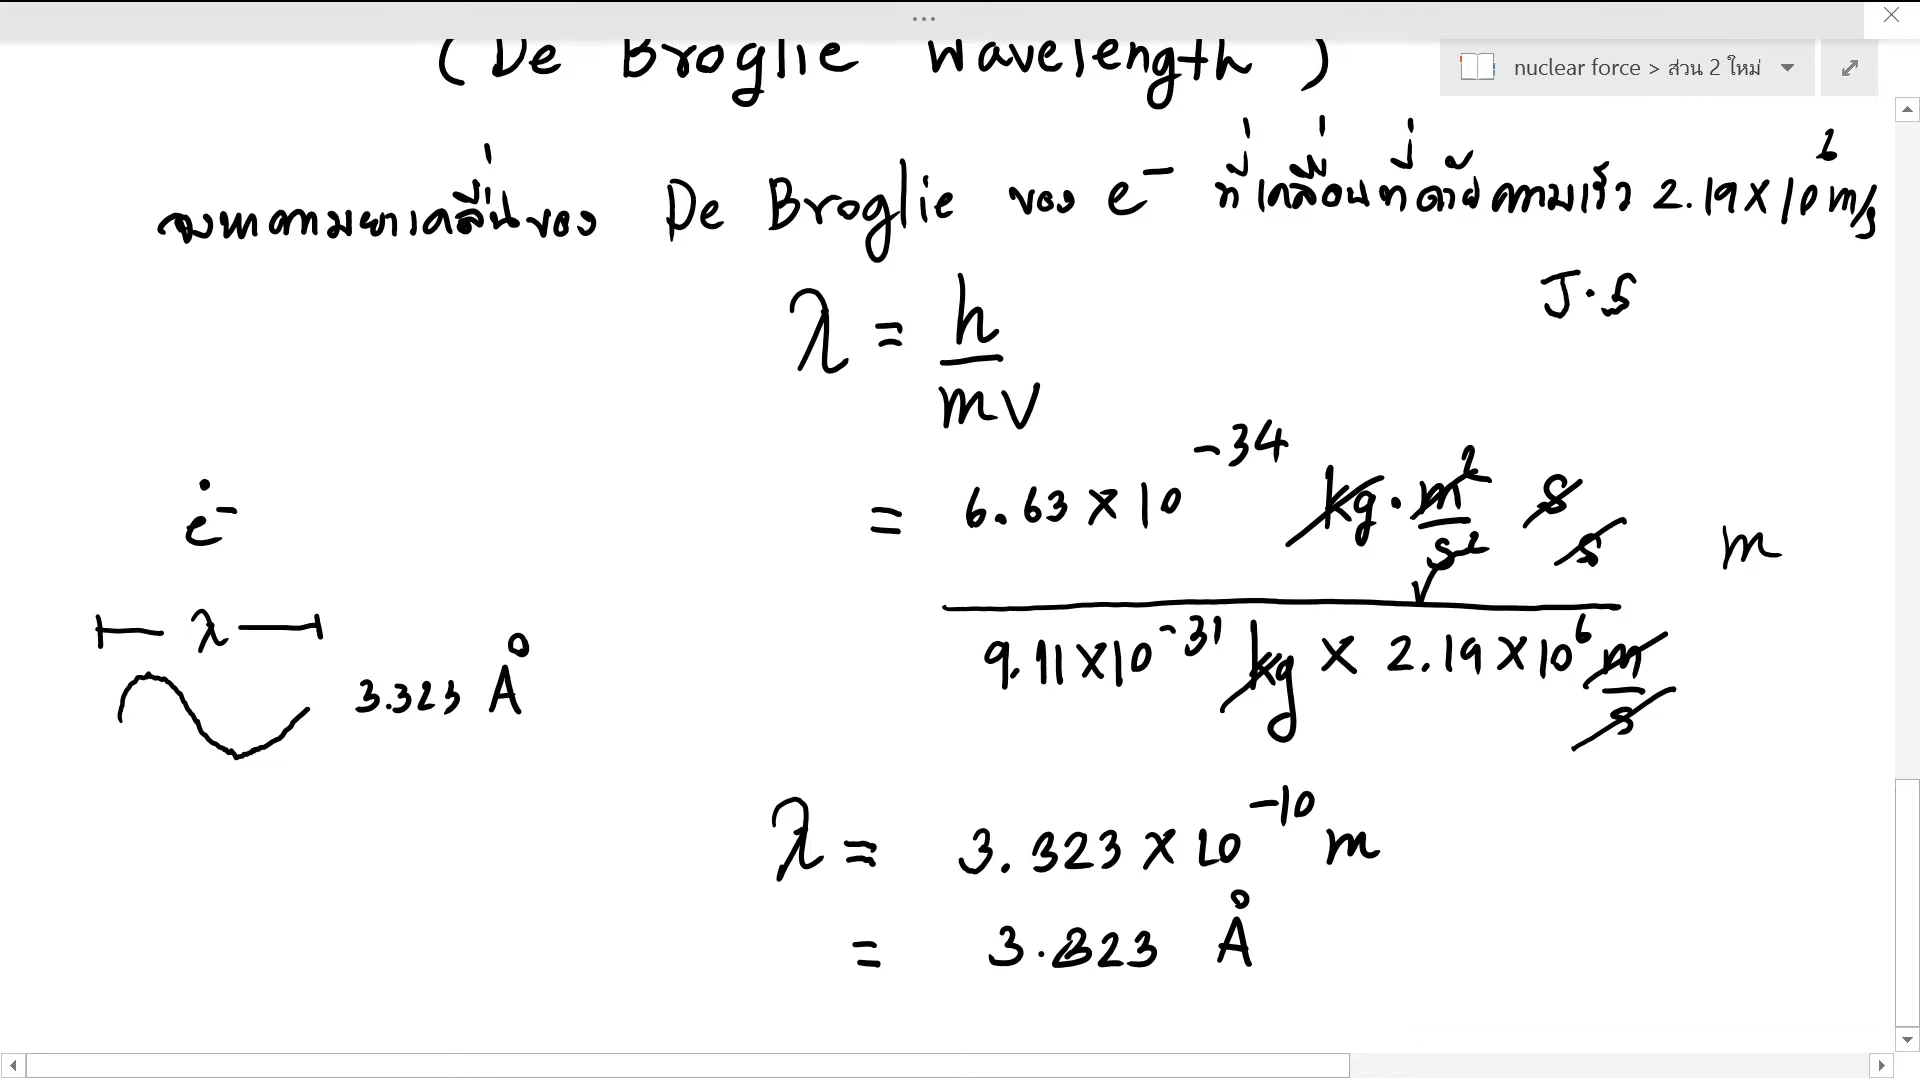 ...
(De Broglie Wavelength)
nuclear force > ส่วน 2 ใหม่
จงหาความยาวคลื่นของ De Broglie ของ e⁻ ที่เคลื่อนที่ด้วยความเร็ว 2.19 × 10⁶ m/s
J·s
λ = h / mv
= 6.63 × 10⁻³⁴ kg · m²/s² s s m
9.11 × 10⁻³¹ kg × 2.19 × 10⁶ m/s
e⁻
λ
3.323 Å
λ = 3.323 × 10⁻¹⁰ m
= 3.323 Å